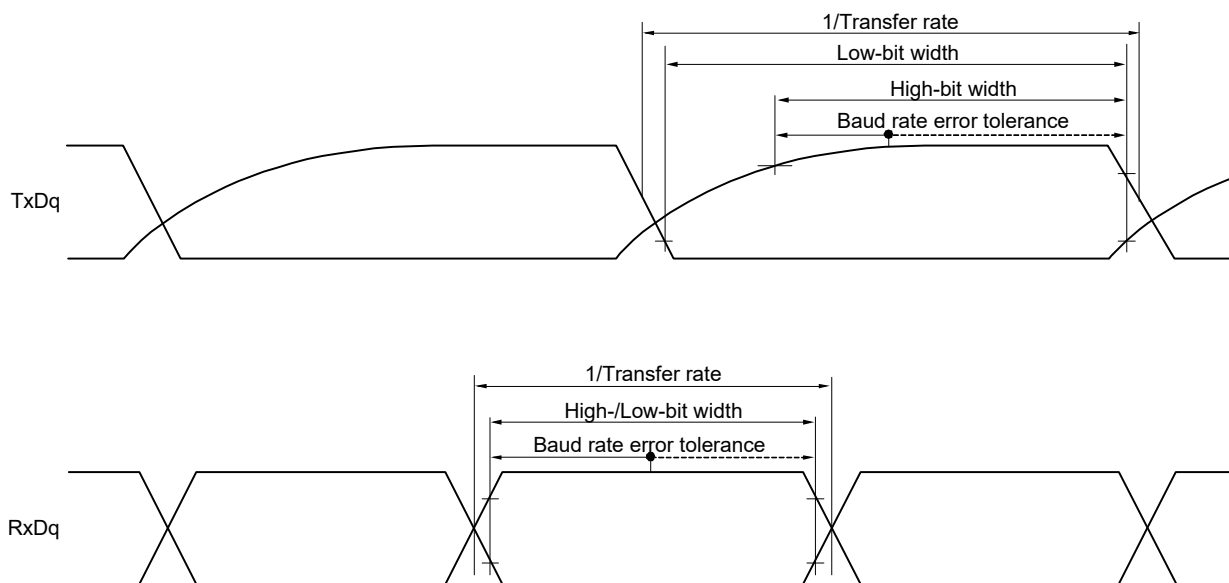 1/Transfer rate
Low-bit width
High-bit width
Baud rate error tolerance
TxDq
1/Transfer rate
High-/Low-bit width
Baud rate error tolerance
RxDq